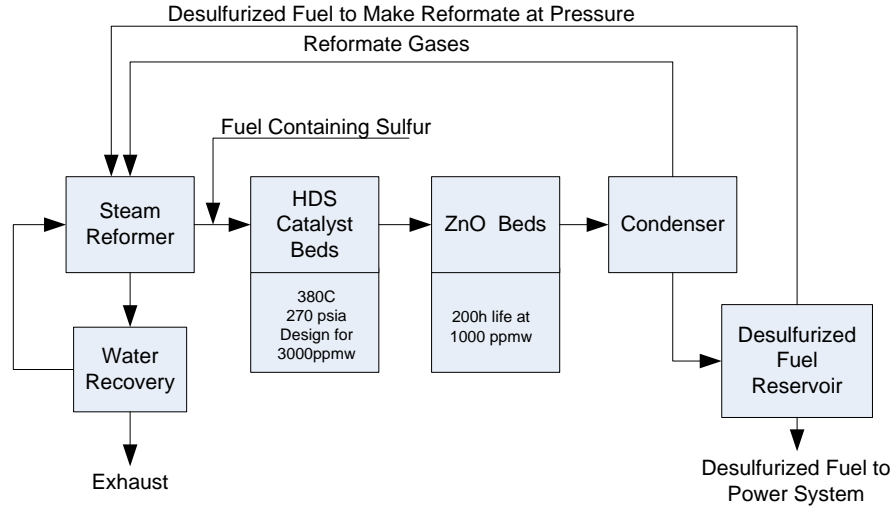 Desulfurized Fuel to Make Reformate at Pressure
Reformate Gases
Fuel Containing Sulfur
Steam
Reformer
HDS
Catalyst
Beds
ZnO Beds
Condenser
380C
270 psia
Design for
3000ppmw
200h life at
1000 ppmw
Water
Recovery
Desulfurized
Fuel
Reservoir
Exhaust
Desulfurized Fuel to
Power System